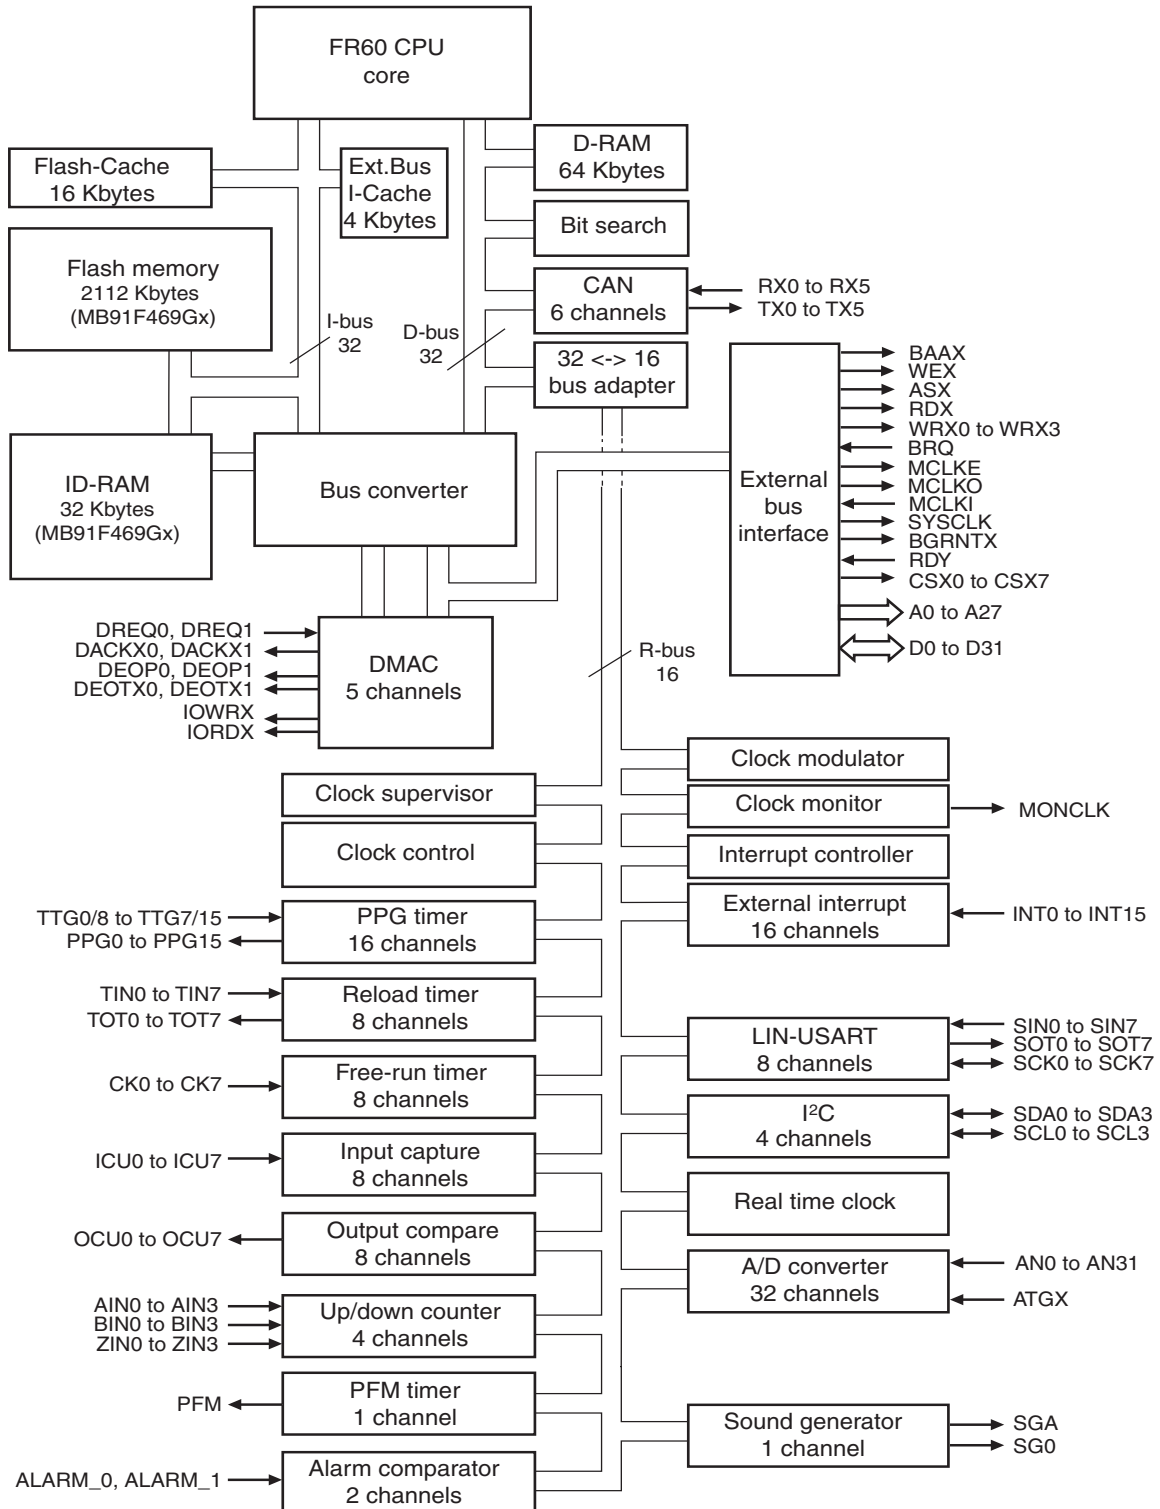 FR60 CPU
core
Flash-Cache
16 Kbytes
Ext.Bus
I-Cache
4 Kbytes
D-RAM
64 Kbytes
Bit search
Flash memory
2112 Kbytes
(MB91F469Gx)
CAN
6 channels
RX0 to RX5
TX0 to TX5
I-bus
32
D-bus
32
32 <-> 16
bus adapter
ID-RAM
32 Kbytes
(MB91F469Gx)
Bus converter
External
bus
interface
BAAX
WEX
ASX
RDX
WRX0 to WRX3
BRQ
MCLKE
MCLKO
MCLKI
SYSCLK
BGRNTX
RDY
CSX0 to CSX7
A0 to A27
D0 to D31
DREQ0, DREQ1
DACKX0, DACKX1
DEOP0, DEOP1
DEOTX0, DEOTX1
IOWRX
IORDX
DMAC
5 channels
R-bus
16
Clock modulator
Clock supervisor
Clock monitor
MONCLK
Clock control
Interrupt controller
TTG0/8 to TTG7/15
PPG0 to PPG15
PPG timer
16 channels
External interrupt
16 channels
INT0 to INT15
TIN0 to TIN7
TOT0 to TOT7
Reload timer
8 channels
LIN-USART
8 channels
SIN0 to SIN7
SOT0 to SOT7
SCK0 to SCK7
CK0 to CK7
Free-run timer
8 channels
I²C
4 channels
SDA0 to SDA3
SCL0 to SCL3
ICU0 to ICU7
Input capture
8 channels
Real time clock
OCU0 to OCU7
Output compare
8 channels
A/D converter
32 channels
AN0 to AN31
ATGX
AIN0 to AIN3
BIN0 to BIN3
ZIN0 to ZIN3
Up/down counter
4 channels
PFM
PFM timer
1 channel
Sound generator
1 channel
SGA
SG0
ALARM_0, ALARM_1
Alarm comparator
2 channels